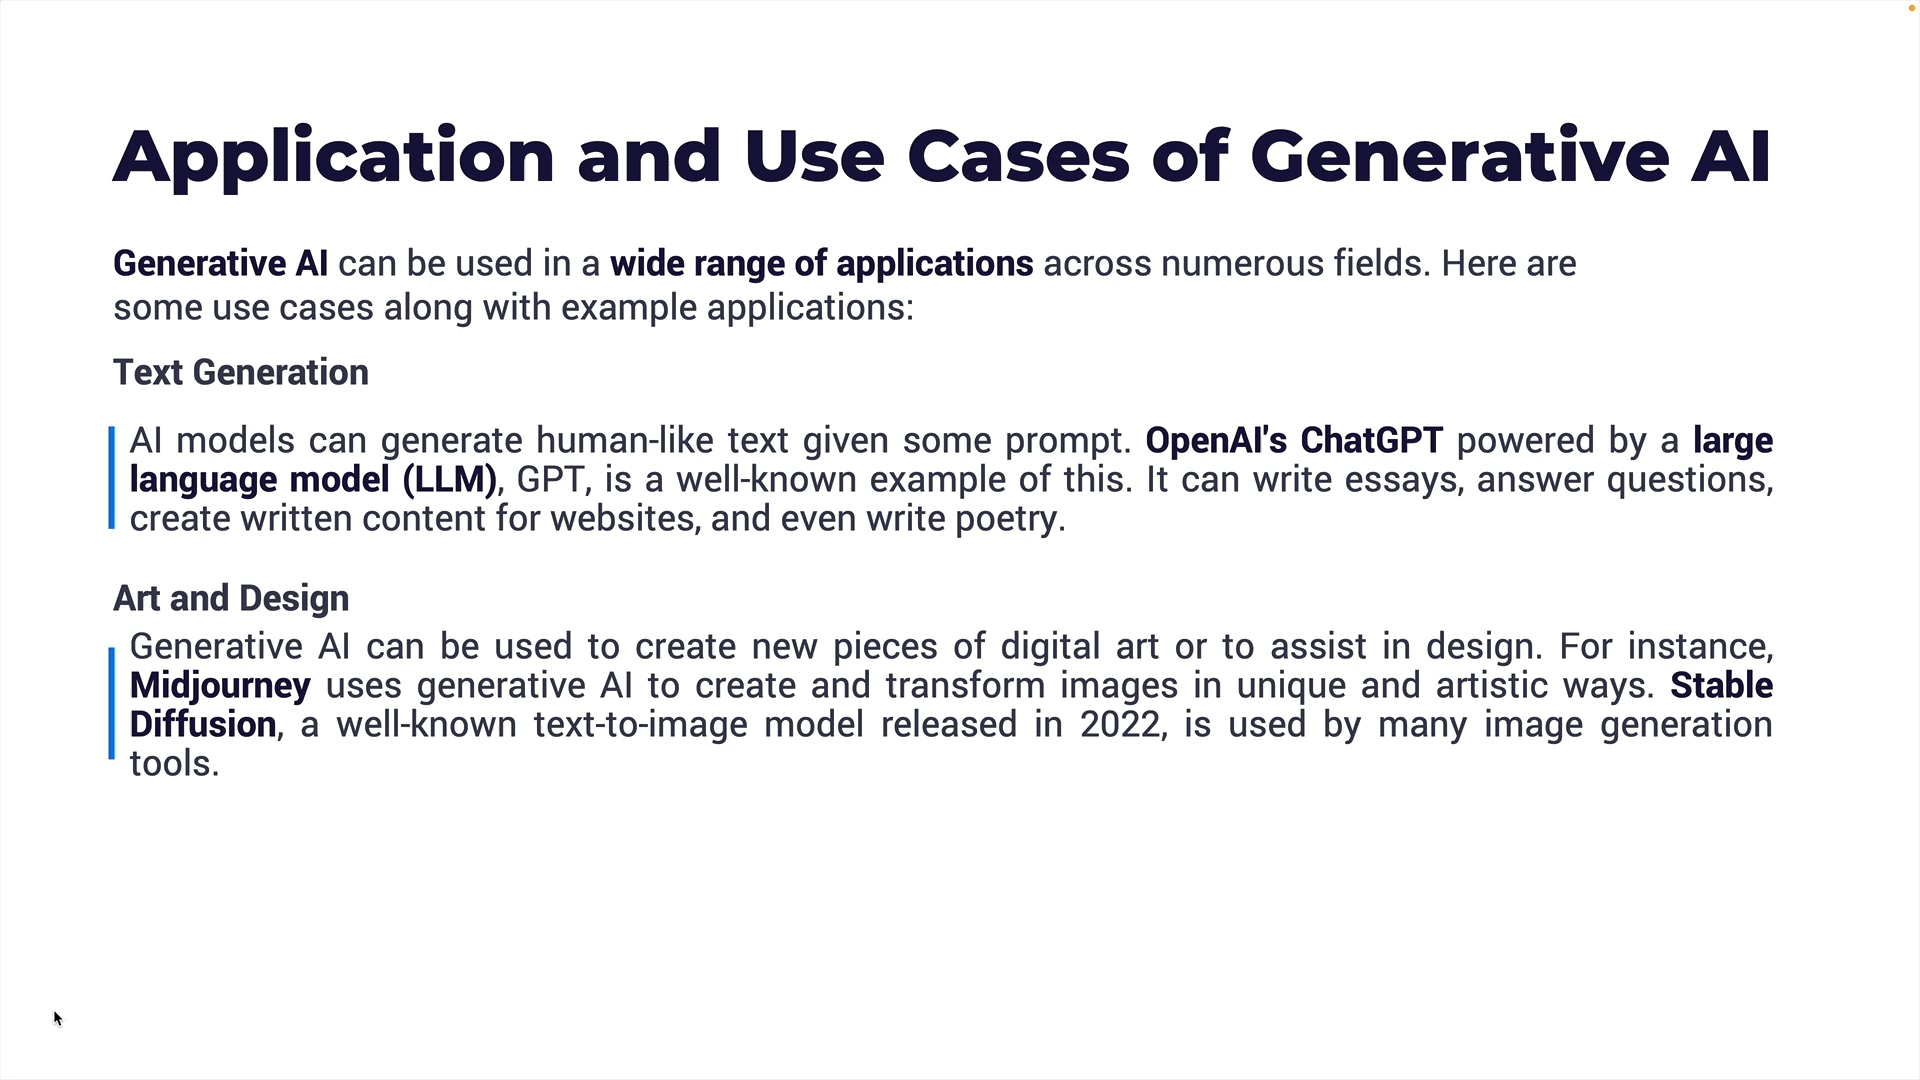 Application and Use Cases of Generative AI
Generative AI can be used in a wide range of applications across numerous fields. Here are
some use cases along with example applications:
Text Generation
AI models can generate human-like text given some prompt. OpenAI's ChatGPT powered by a large
language model (LLM), GPT, is a well-known example of this. It can write essays, answer questions,
create written content for websites, and even write poetry.
Art and Design
Generative AI can be used to create new pieces of digital art or to assist in design. For instance,
Midjourney uses generative AI to create and transform images in unique and artistic ways. Stable
Diffusion, a well-known text-to-image model released in 2022, is used by many image generation
tools.